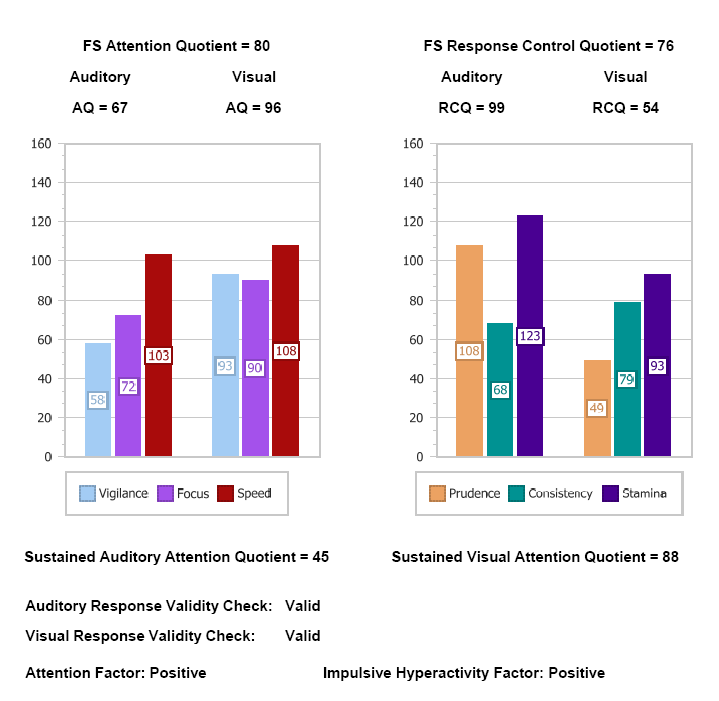 FS Attention Quotient = 80
Auditory Visual
AQ = 67 AQ = 96
160
140
120
100
80
60
40
20
0
58
72
103
93
90
108
Vigilance Focus Speed
FS Response Control Quotient = 76
Auditory Visual
RCQ = 99 RCQ = 54
160
140
120
100
80
60
40
20
0
108
68
123
49
79
93
Prudence Consistency Stamina
Sustained Auditory Attention Quotient = 45
Sustained Visual Attention Quotient = 88
Auditory Response Validity Check: Valid
Visual Response Validity Check: Valid
Attention Factor: Positive
Impulsive Hyperactivity Factor: Positive